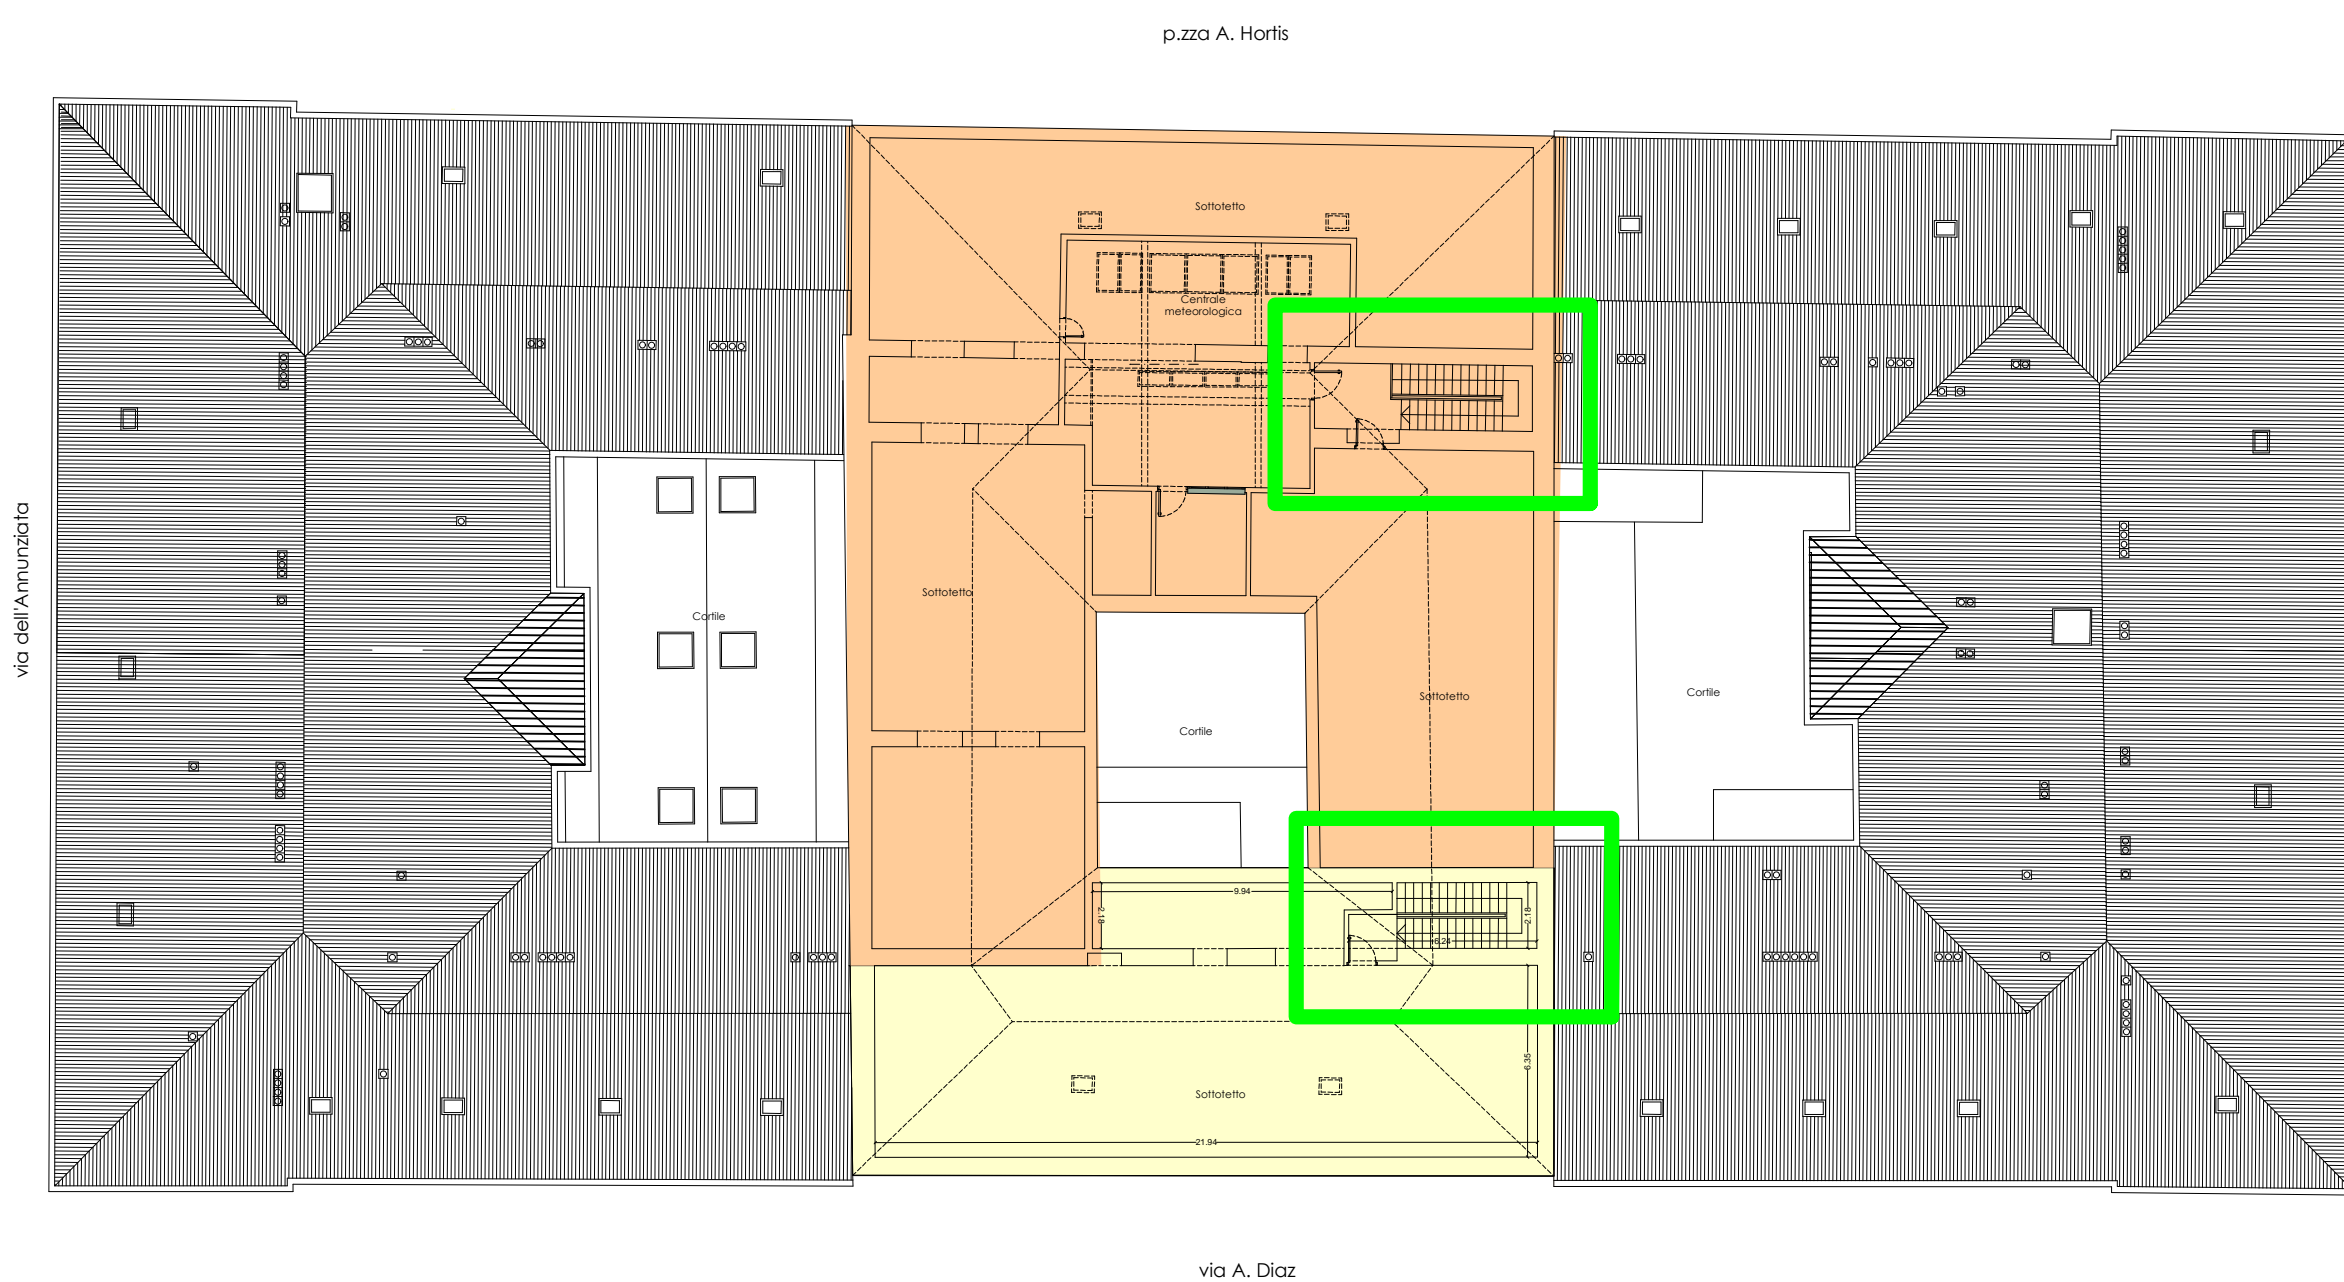 p.zza A. Hortis
Sottotetto
Centrale
meteorologica
via dell'Annunziata
Sottotetto
Cortile
Sottotetto
Cortile
Cortile
9.94
2.18
2.18
6.24
6.35
Sottotetto
21.94
via A. Diaz